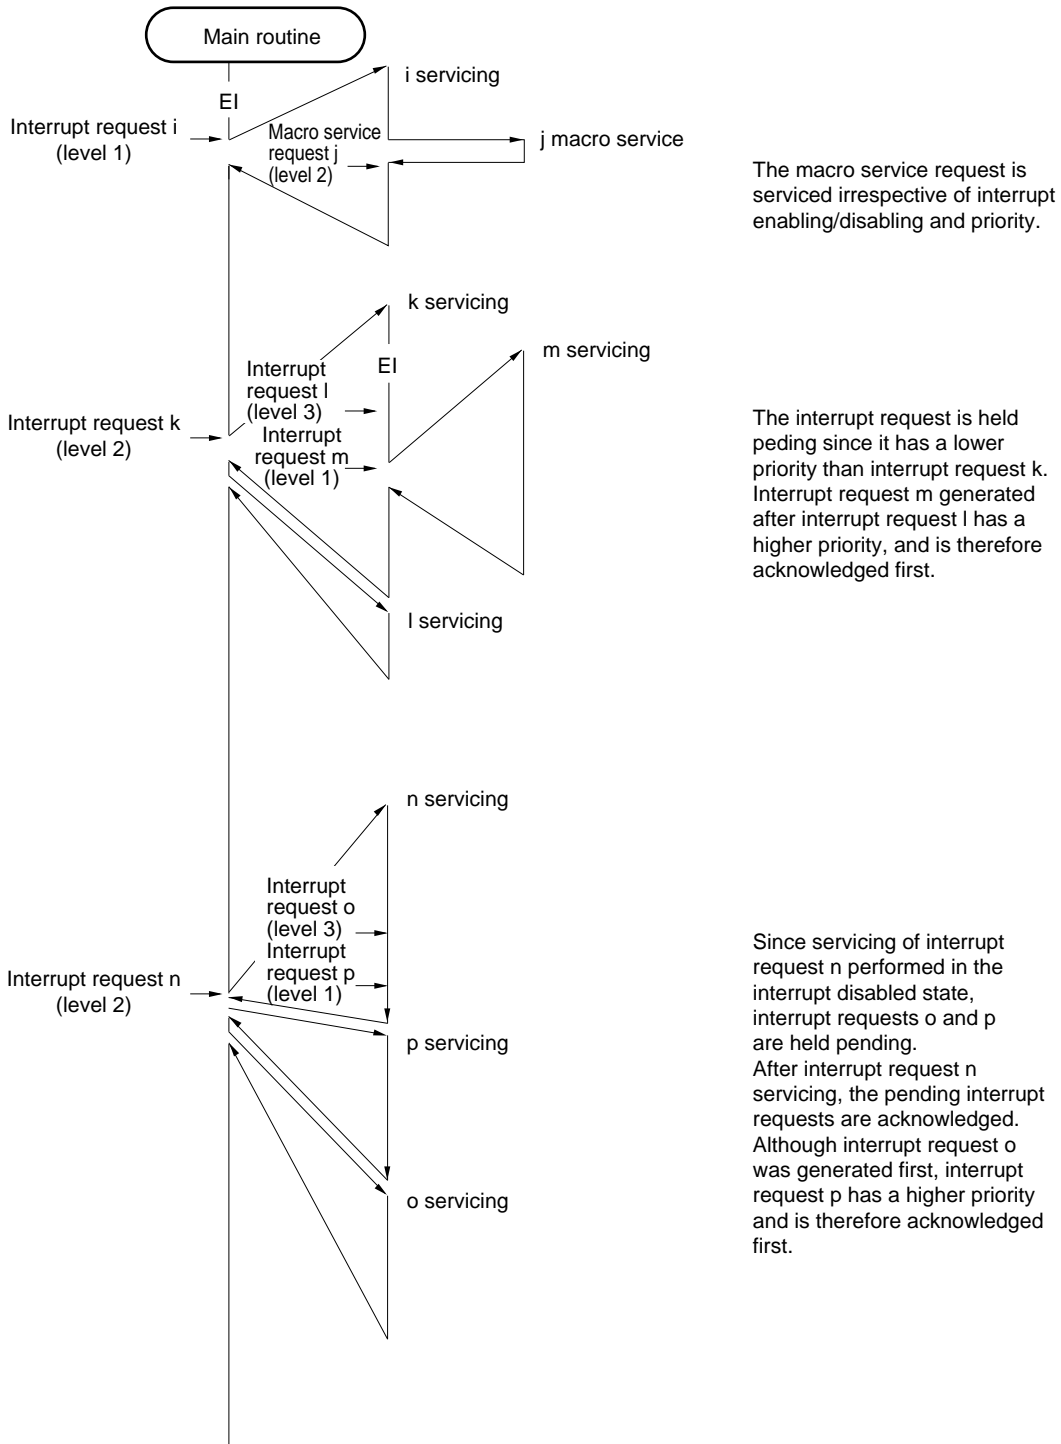 Main routine
i servicing
EI
Interrupt request i
(level 1)
Macro service
request j
(level 2)
j macro service
The macro service request is
serviced irrespective of interrupt
enabling/disabling and priority.
k servicing
m servicing
EI
Interrupt
request l
(level 3)
Interrupt request k
(level 2)
Interrupt
request m
(level 1)
The interrupt request is held
peding since it has a lower
priority than interrupt request k.
Interrupt request m generated
after interrupt request l has a
higher priority, and is therefore
acknowledged first.
l servicing
n servicing
Interrupt
request o
(level 3)
Interrupt
request p
(level 1)
Interrupt request n
(level 2)
p servicing
Since servicing of interrupt
request n performed in the
interrupt disabled state,
interrupt requests o and p
are held pending.
After interrupt request n
servicing, the pending interrupt
requests are acknowledged.
Although interrupt request o
was generated first, interrupt
request p has a higher priority
and is therefore acknowledged
first.
o servicing